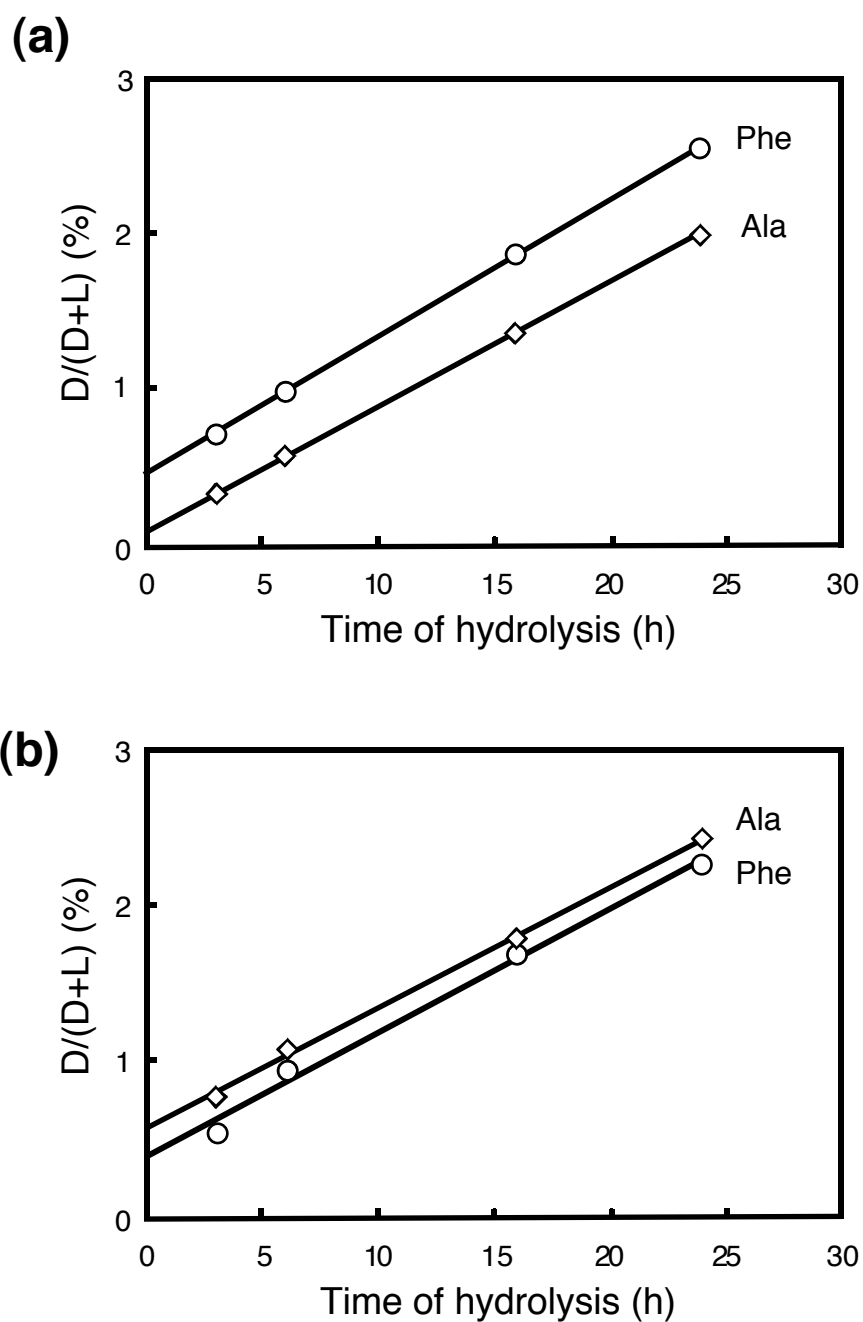 (a)
3
2
1
0
D/(D+L) (%)
Phe
Ala
0 5 10 15 20 25 30
Time of hydrolysis (h)
(b)
3
2
1
0
D/(D+L) (%)
Ala
Phe
0 5 10 15 20 25 30
Time of hydrolysis (h)